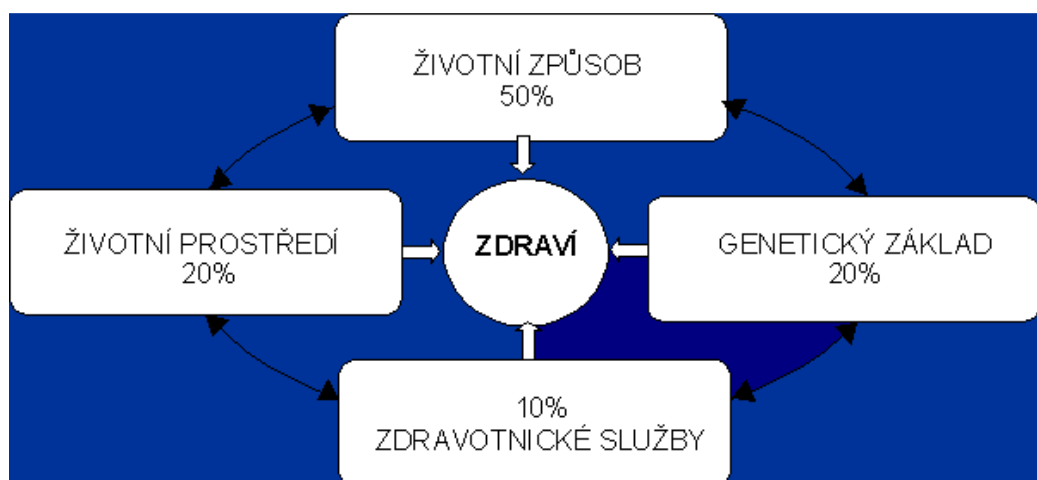 ŽIVOTNÍ ZPŮSOB
50%
ŽIVOTNÍ PROSTŘEDÍ
20%
ZDRAVÍ
GENETICKÝ ZÁKLAD
20%
10%
ZDRAVOTNICKÉ SLUŽBY